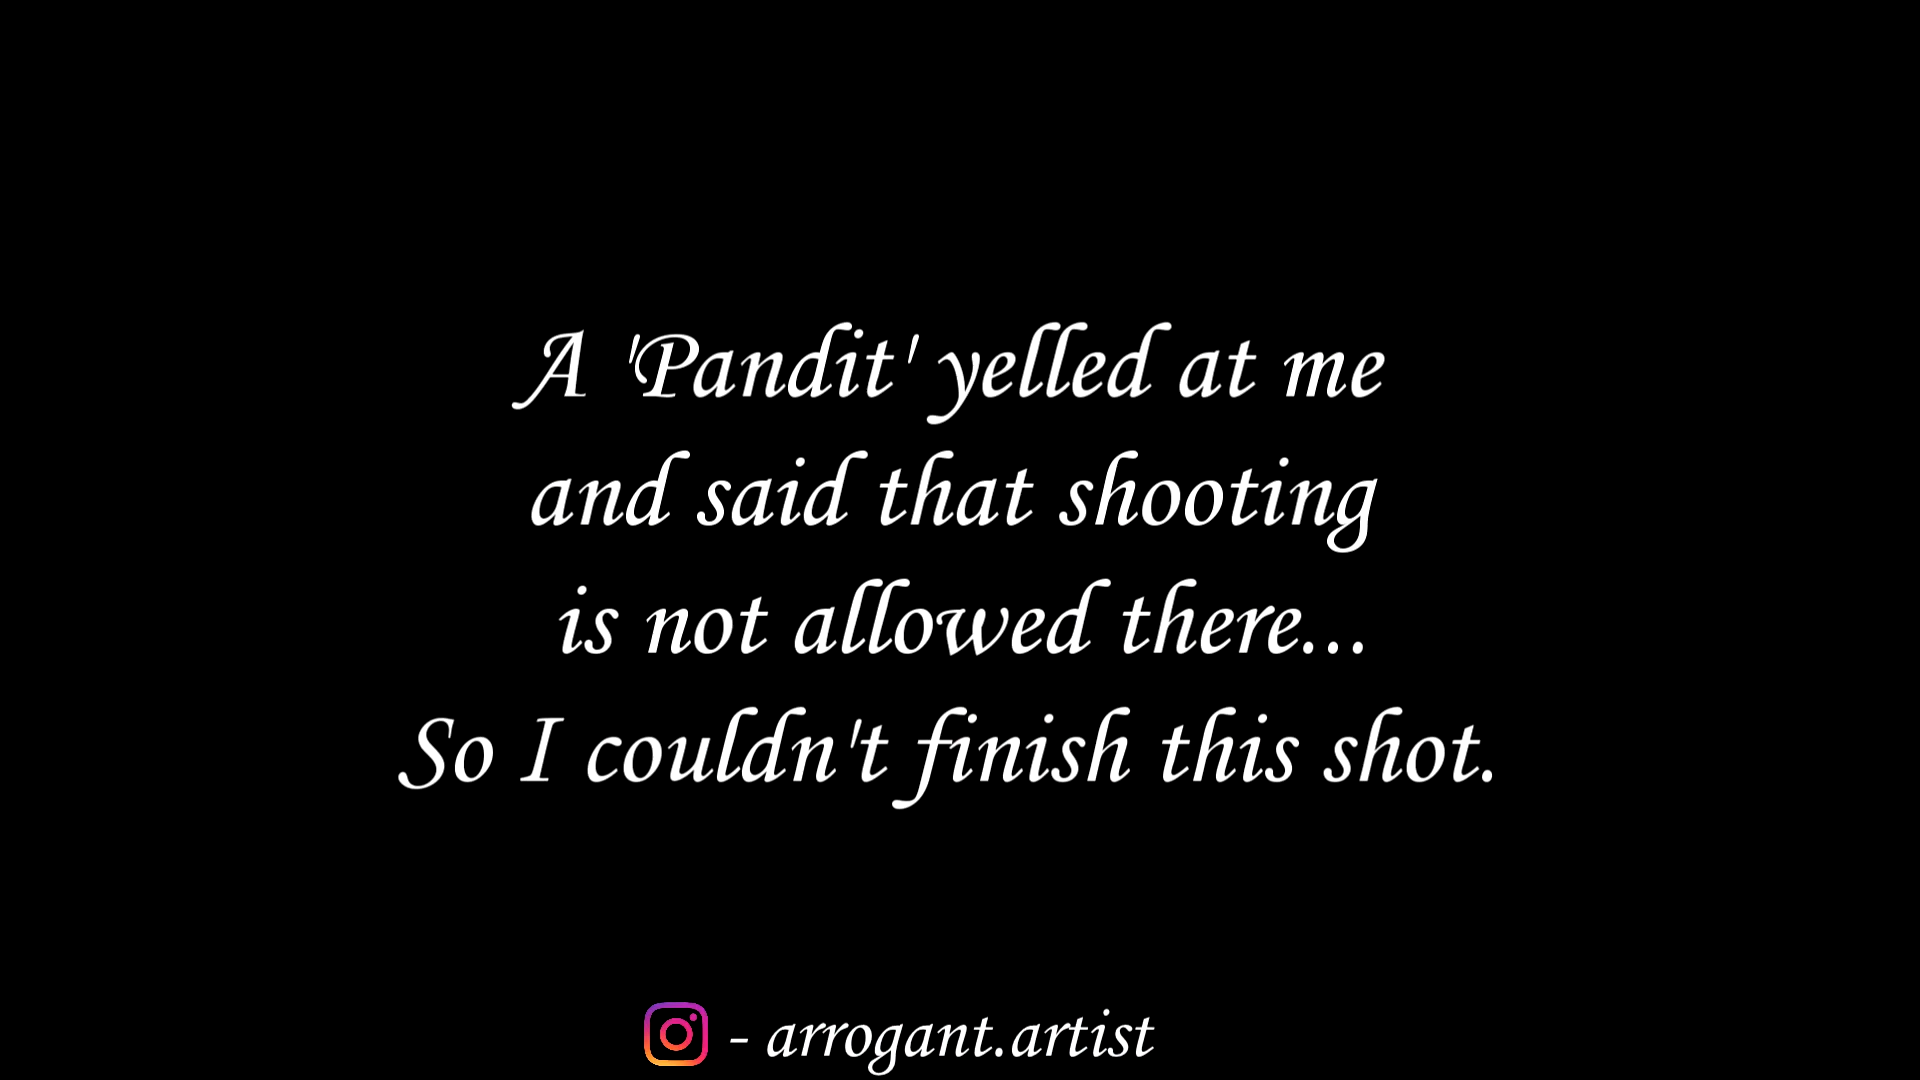 A 'Pandit' yelled at me
and said that shooting
is not allowed there...
So I couldn't finish this shot.
- arrogant.artist